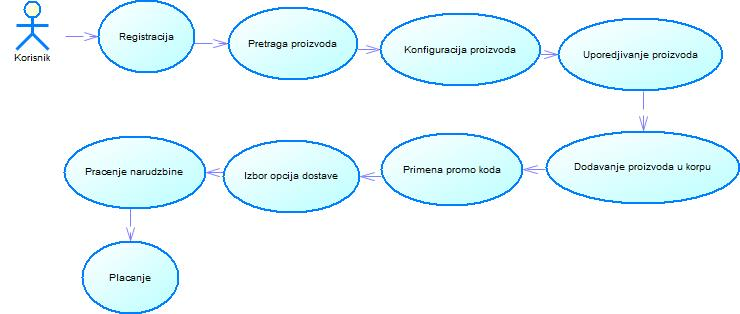 Korisnik
Registracija
Pretraga proizvoda
Konfiguracija proizvoda
Uporedjivanje proizvoda
Dodavanje proizvoda u korpu
Primena promo koda
Izbor opcija dostave
Pracenje narudzbine
Placanje